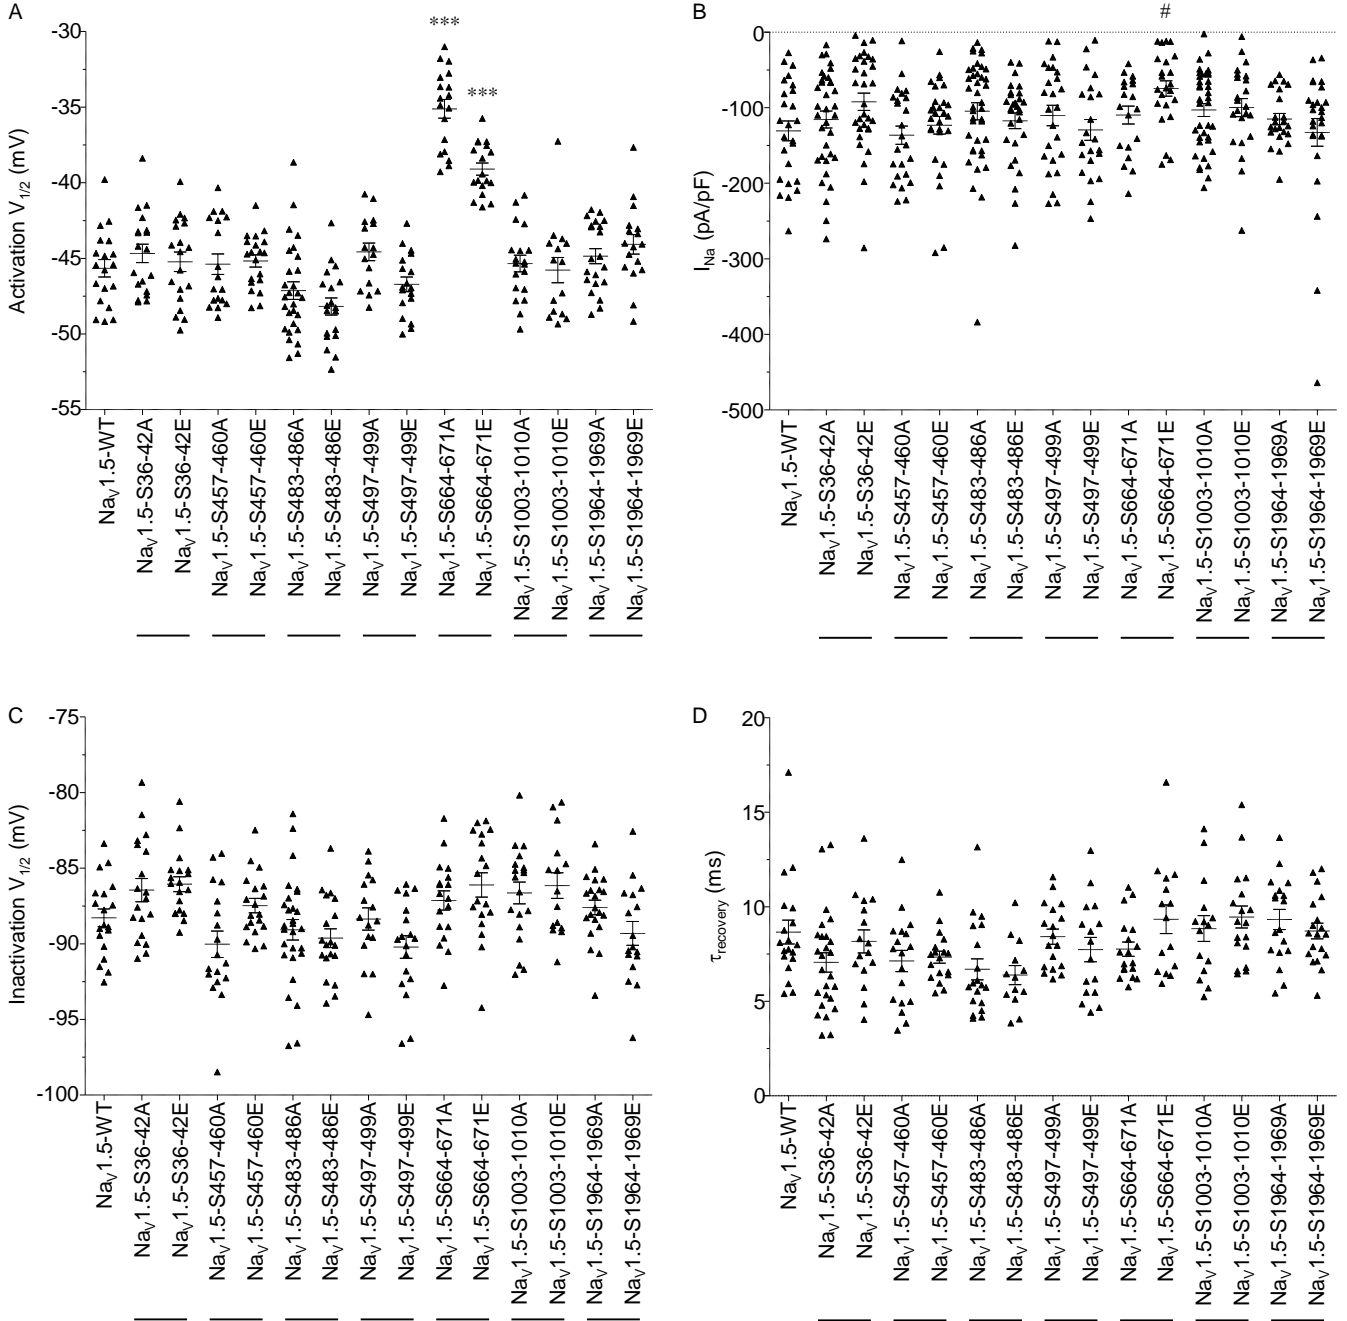 A
***
***
-30
-35
-40
-45
-50
-55
Activation V1/2 (mV)
NaV1.5-WT
NaV1.5-S36-42A
NaV1.5-S36-42E
NaV1.5-S457-460A
NaV1.5-S457-460E
NaV1.5-S483-486A
NaV1.5-S483-486E
NaV1.5-S497-499A
NaV1.5-S497-499E
NaV1.5-S664-671A
NaV1.5-S664-671E
NaV1.5-S1003-1010A
NaV1.5-S1003-1010E
NaV1.5-S1964-1969A
NaV1.5-S1964-1969E
B
#
0
-100
-200
-300
-400
-500
INa (pA/pF)
NaV1.5-WT
NaV1.5-S36-42A
NaV1.5-S36-42E
NaV1.5-S457-460A
NaV1.5-S457-460E
NaV1.5-S483-486A
NaV1.5-S483-486E
NaV1.5-S497-499A
NaV1.5-S497-499E
NaV1.5-S664-671A
NaV1.5-S664-671E
NaV1.5-S1003-1010A
NaV1.5-S1003-1010E
NaV1.5-S1964-1969A
NaV1.5-S1964-1969E
C
-75
-80
-85
-90
-95
-100
Inactivation V1/2 (mV)
NaV1.5-WT
NaV1.5-S36-42A
NaV1.5-S36-42E
NaV1.5-S457-460A
NaV1.5-S457-460E
NaV1.5-S483-486A
NaV1.5-S483-486E
NaV1.5-S497-499A
NaV1.5-S497-499E
NaV1.5-S664-671A
NaV1.5-S664-671E
NaV1.5-S1003-1010A
NaV1.5-S1003-1010E
NaV1.5-S1964-1969A
NaV1.5-S1964-1969E
D
20
15
10
5
0
τrecovery (ms)
NaV1.5-WT
NaV1.5-S36-42A
NaV1.5-S36-42E
NaV1.5-S457-460A
NaV1.5-S457-460E
NaV1.5-S483-486A
NaV1.5-S483-486E
NaV1.5-S497-499A
NaV1.5-S497-499E
NaV1.5-S664-671A
NaV1.5-S664-671E
NaV1.5-S1003-1010A
NaV1.5-S1003-1010E
NaV1.5-S1964-1969A
NaV1.5-S1964-1969E